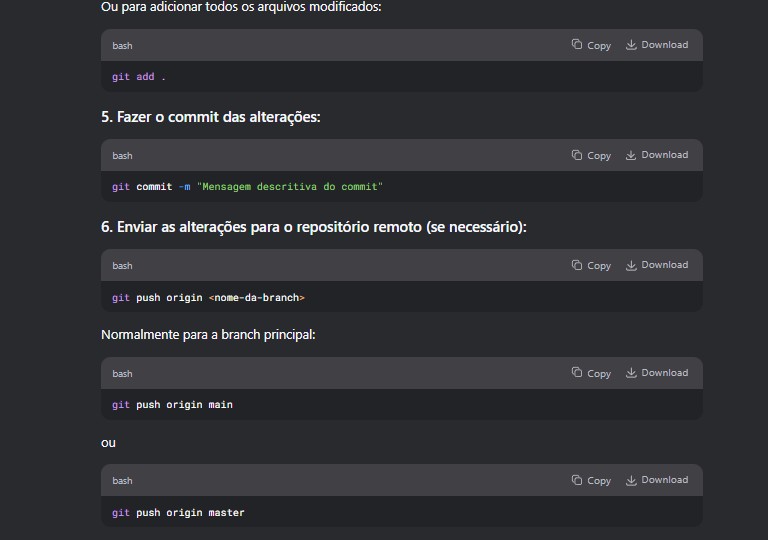 Ou para adicionar todos os arquivos modificados:
bash Copy Download
git add .
5. Fazer o commit das alterações:
bash Copy Download
git commit -m "Mensagem descritiva do commit"
6. Enviar as alterações para o repositório remoto (se necessário):
bash Copy Download
git push origin <nome-da-branch>
Normalmente para a branch principal:
bash Copy Download
git push origin main
ou
bash Copy Download
git push origin master